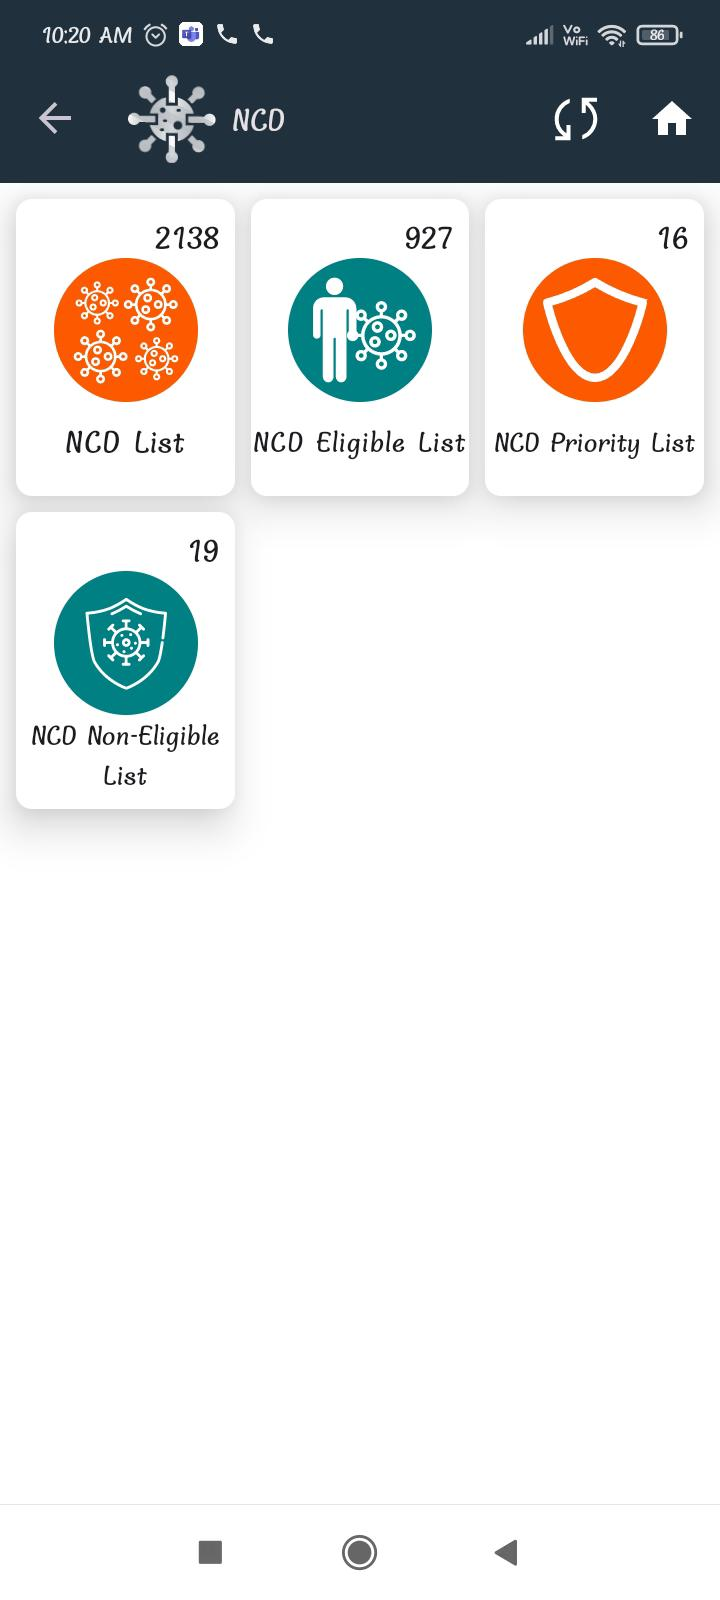 10:20 AM
Vo
WiFi
86
NCD
2138
NCD List
927
NCD Eligible List
16
NCD Priority List
19
NCD Non-Eligible
List